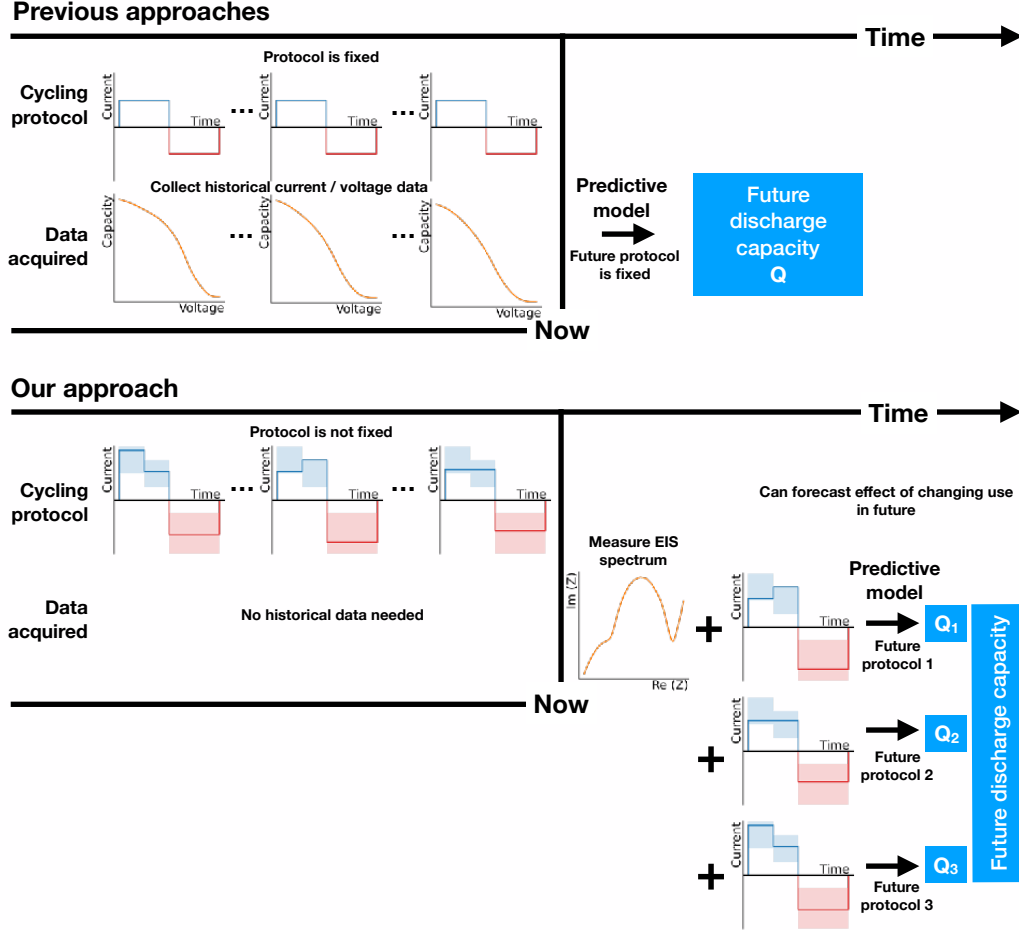 Previous approaches
Time
Protocol is fixed
Cycling
protocol
Current
Time
...
Current
Time
...
Current
Time
Collect historical current / voltage data
Data
acquired
Capacity
Voltage
...
Capacity
Voltage
...
Capacity
Voltage
Predictive
model
Future protocol
is fixed
Future
discharge
capacity
Q
Now
Our approach
Time
Protocol is not fixed
Cycling
protocol
Current
Time
...
Current
Time
...
Current
Time
Can forecast effect of changing use
in future
Data
acquired
No historical data needed
Measure EIS
spectrum
Im (Z)
Re (Z)
+
Current
Time
Predictive
model
Future
protocol 1
Q₁
Now
+
Current
Time
Future
protocol 2
Q₂
+
Current
Time
Future
protocol 3
Q₃
Future discharge capacity